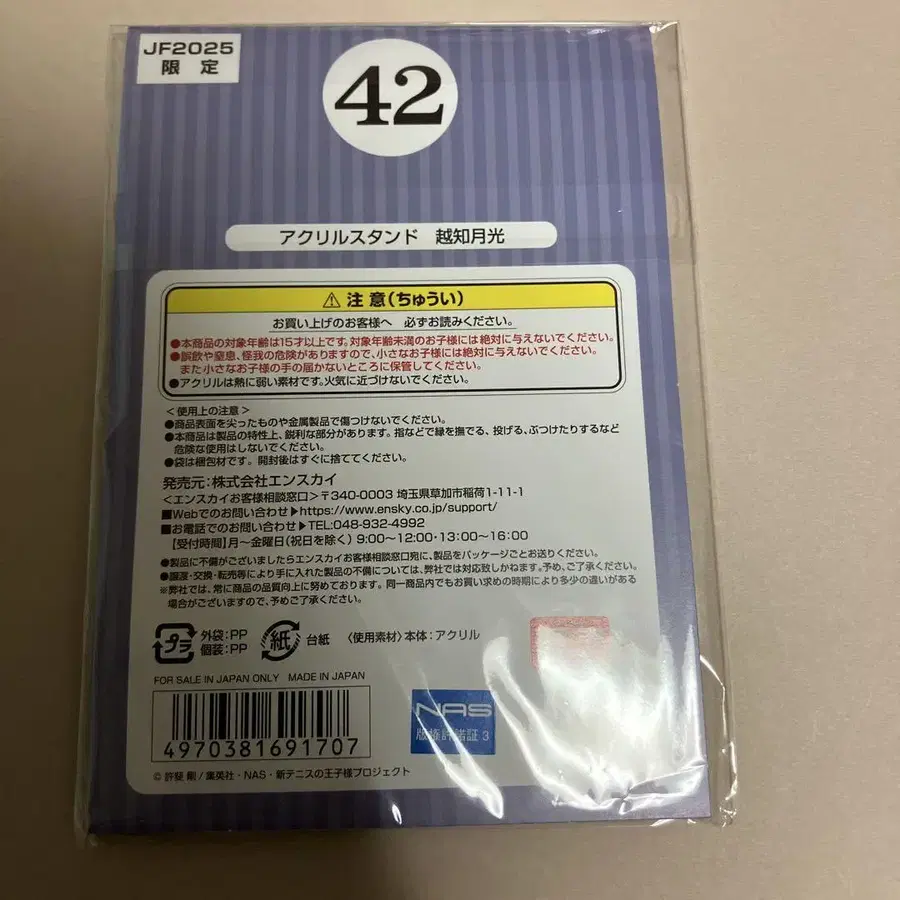 JF2025
限 定
42
アクリルスタンド 越知月光
⚠ 注意(ちゅうい)
お買い上げのお客様へ 必ずお読みください。
●本商品の対象年齢は15才以上です。対象年齢未満のお子様には絶対に与えないでください。
●誤飲や窒息、怪我の危険がありますので、小さなお子様には絶対に与えないでください。
また小さなお子様の手の届かないところに保管してください。
●アクリルは熱に弱い素材です。火気に近づけないでください。
<使用上の注意>
●商品表面を尖ったものや金属製品で傷つけないでください。
●本商品は製品の特性上、鋭利な部分があります。指などで縁を撫でる、投げる、ぶつけたりするなど
危険な使用はしないでください。
●袋は梱包材です。開封後はすぐに捨ててください。
発売元:株式会社エンスカイ
<エンスカイお客様相談窓口>〒340-0003 埼玉県草加市稲荷1-11-1
■Webでのお問い合わせ▶https://www.ensky.co.jp/support/
■お電話でのお問い合わせ▶TEL:048-932-4992
【受付時間】月〜金曜日(祝日を除く) 9:00〜12:00・13:00〜16:00
●製品に不備がございましたらエンスカイお客様相談窓口宛に、製品をパッケージごとお送りください。
●譲渡・交換・転売等により手に入れた製品の不備については、弊社では対応致しかねます。予め、ご了承ください。
※弊社では、常に商品の品質向上に努めております。同一商品内でもお買い求めの時期により多少の違いがある
場合がございますので、予めご了承ください。
プラ 外袋:PP
個装:PP
紙 台紙
〈使用素材〉本体:アクリル
FOR SALE IN JAPAN ONLY MADE IN JAPAN
4970381691707
NAS
版権許諾証 3
© 許斐 剛/集英社・NAS・新テニスの王子様プロジェクト